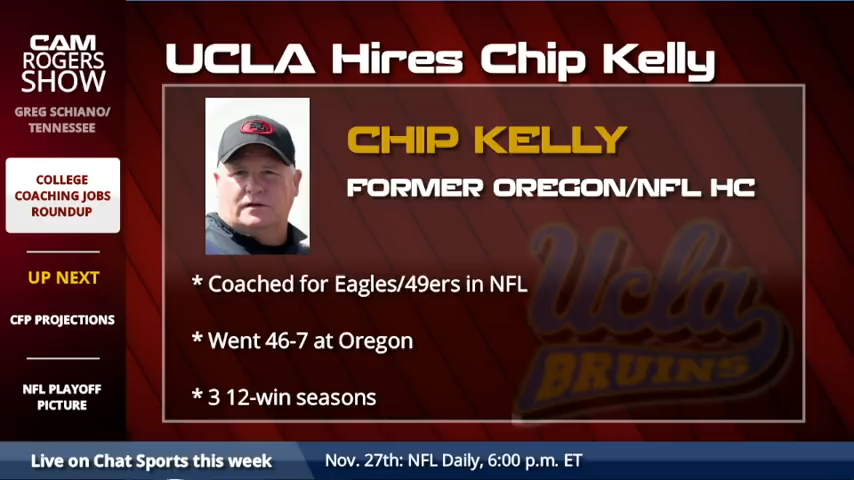 CAM
ROGERS
SHOW
GREG SCHIANO/
TENNESSEE
COLLEGE
COACHING JOBS
ROUNDUP
UP NEXT
CFP PROJECTIONS
NFL PLAYOFF
PICTURE
UCLA Hires Chip Kelly
CHIP KELLY
FORMER OREGON/NFL HC
* Coached for Eagles/49ers in NFL
* Went 46-7 at Oregon
* 3 12-win seasons
Ucla
BRUINS
Live on Chat Sports this week
Nov. 27th: NFL Daily, 6:00 p.m. ET